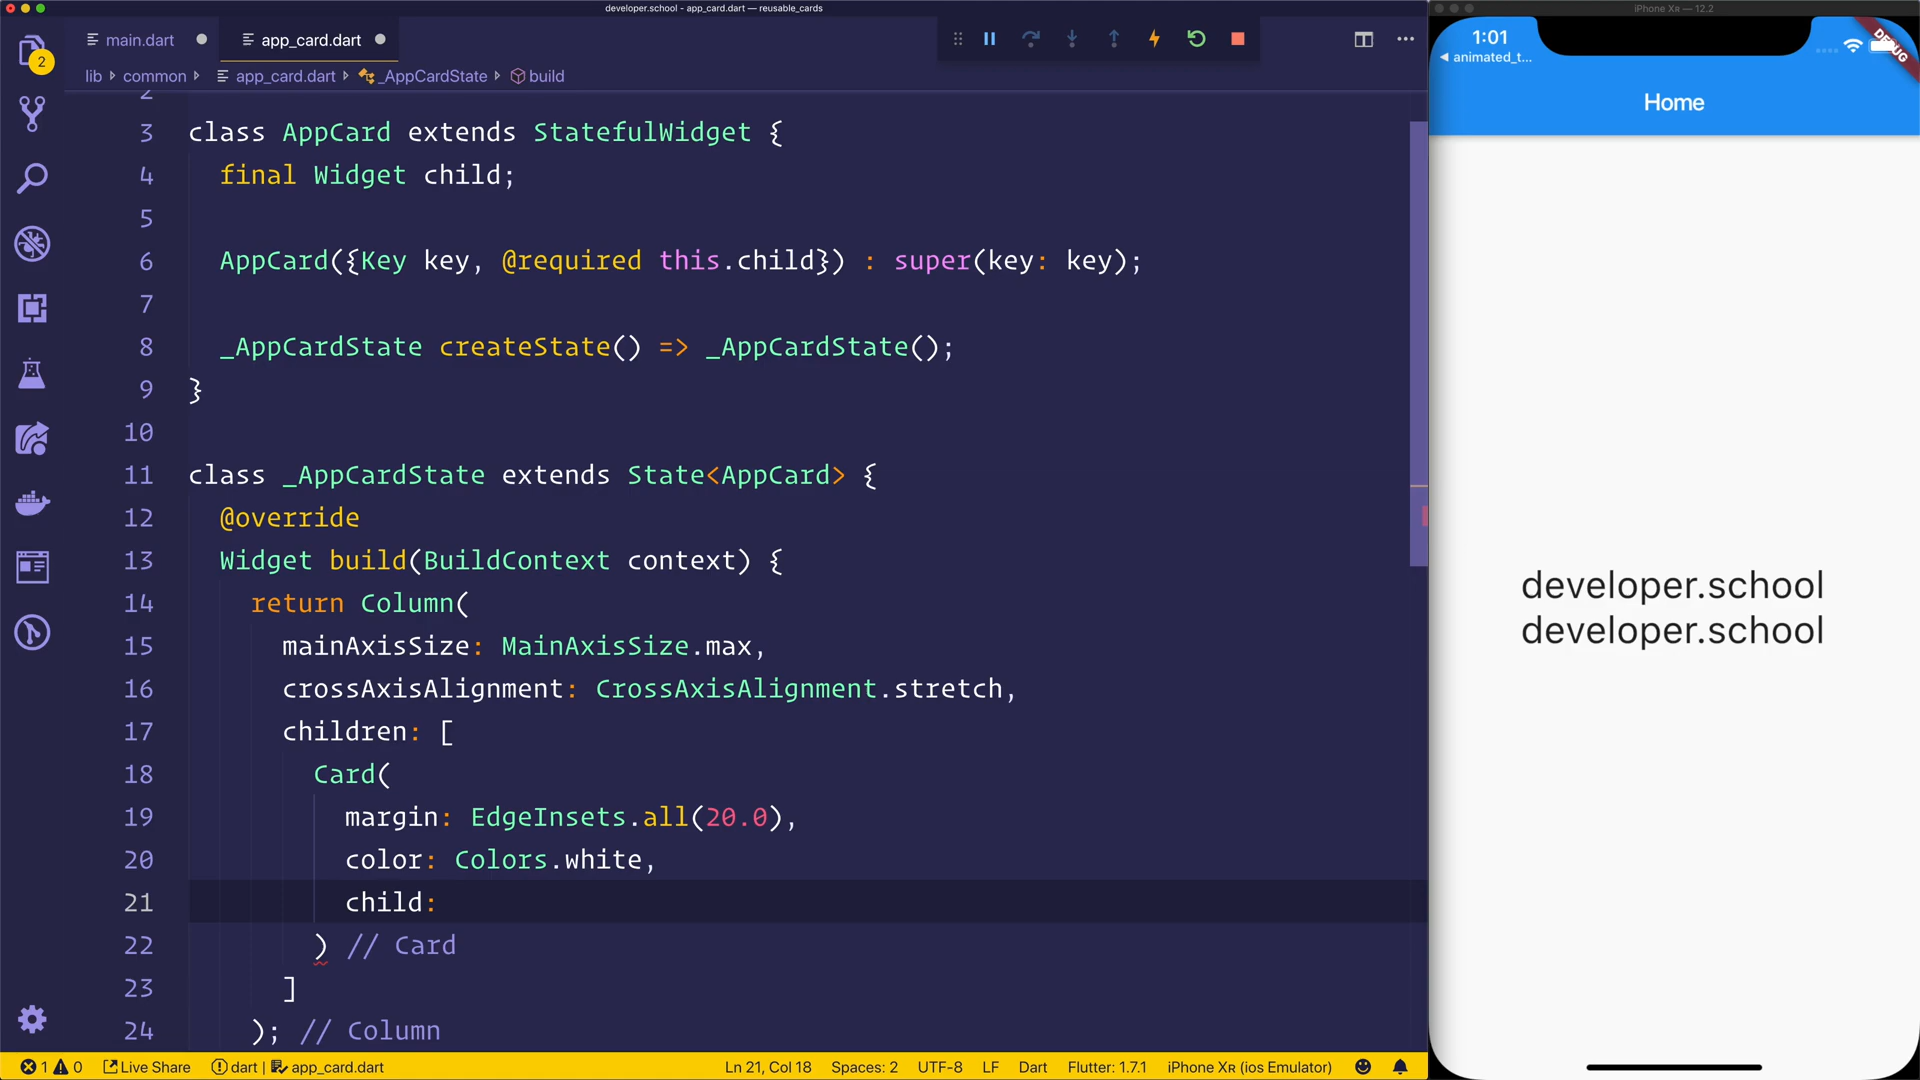 developer.school - app_card.dart — reusable_cards
main.dart
app_card.dart
lib common app_card.dart _AppCardState build
2
3 class AppCard extends StatefulWidget {
4 final Widget child;
5
6 AppCard({Key key, @required this.child}) : super(key: key);
7
8 _AppCardState createState() => _AppCardState();
9 }
10
11 class _AppCardState extends State<AppCard> {
12 @override
13 Widget build(BuildContext context) {
14 return Column(
15 mainAxisSize: MainAxisSize.max,
16 crossAxisAlignment: CrossAxisAlignment.stretch,
17 children: [
18 Card(
19 margin: EdgeInsets.all(20.0),
20 color: Colors.white,
21 child:
22 ) // Card
23 ]
24 ); // Column
2
1 0 Live Share dart | app_card.dart Ln 21, Col 18 Spaces: 2 UTF-8 LF Dart Flutter: 1.7.1 iPhone Xʀ (ios Emulator)
iPhone Xʀ — 12.2
1:01
animated_t...
DEBUG
Home
developer.school
developer.school